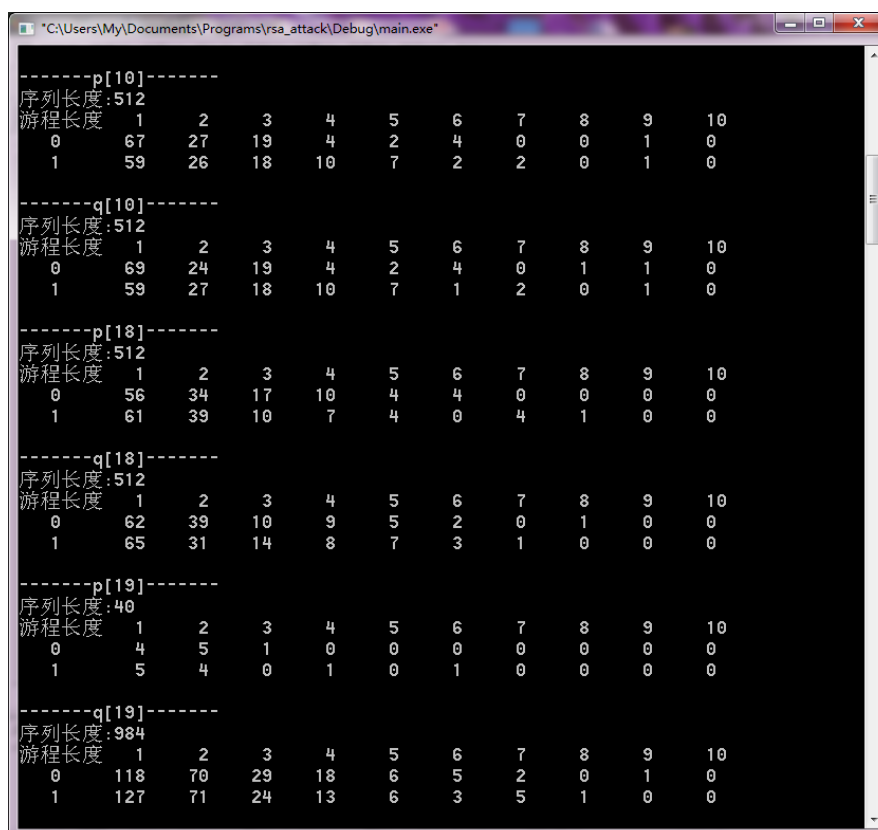 "C:\Users\My\Documents\Programs\rsa_attack\Debug\main.exe"
-------p[10]-------
序列长度:512
游程长度 1 2 3 4 5 6 7 8 9 10
0 67 27 19 4 2 4 0 0 1 0
1 59 26 18 10 7 2 2 0 1 0
-------q[10]-------
序列长度:512
游程长度 1 2 3 4 5 6 7 8 9 10
0 69 24 19 4 2 4 0 1 1 0
1 59 27 18 10 7 1 2 0 1 0
-------p[18]-------
序列长度:512
游程长度 1 2 3 4 5 6 7 8 9 10
0 56 34 17 10 4 4 0 0 0 0
1 61 39 10 7 4 0 4 1 0 0
-------q[18]-------
序列长度:512
游程长度 1 2 3 4 5 6 7 8 9 10
0 62 39 10 9 5 2 0 1 0 0
1 65 31 14 8 7 3 1 0 0 0
-------p[19]-------
序列长度:40
游程长度 1 2 3 4 5 6 7 8 9 10
0 4 5 1 0 0 0 0 0 0 0
1 5 4 0 1 0 1 0 0 0 0
-------q[19]-------
序列长度:984
游程长度 1 2 3 4 5 6 7 8 9 10
0 118 70 29 18 6 5 2 0 1 0
1 127 71 24 13 6 3 5 1 0 0